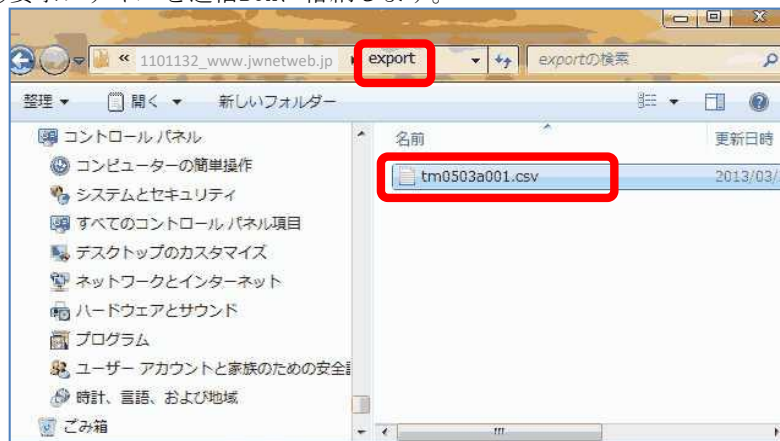 1101132_www.jwnetweb.jp export exportの検索
整理 開く 新しいフォルダー
コントロール パネル
コンピューターの簡単操作
システムとセキュリティ
すべてのコントロール パネル項目
デスクトップのカスタマイズ
ネットワークとインターネット
ハードウェアとサウンド
プログラム
ユーザー アカウントと家族のための安全
時計、言語、および地域
ごみ箱
名前 更新日時
tm0503a001.csv 2013/03/